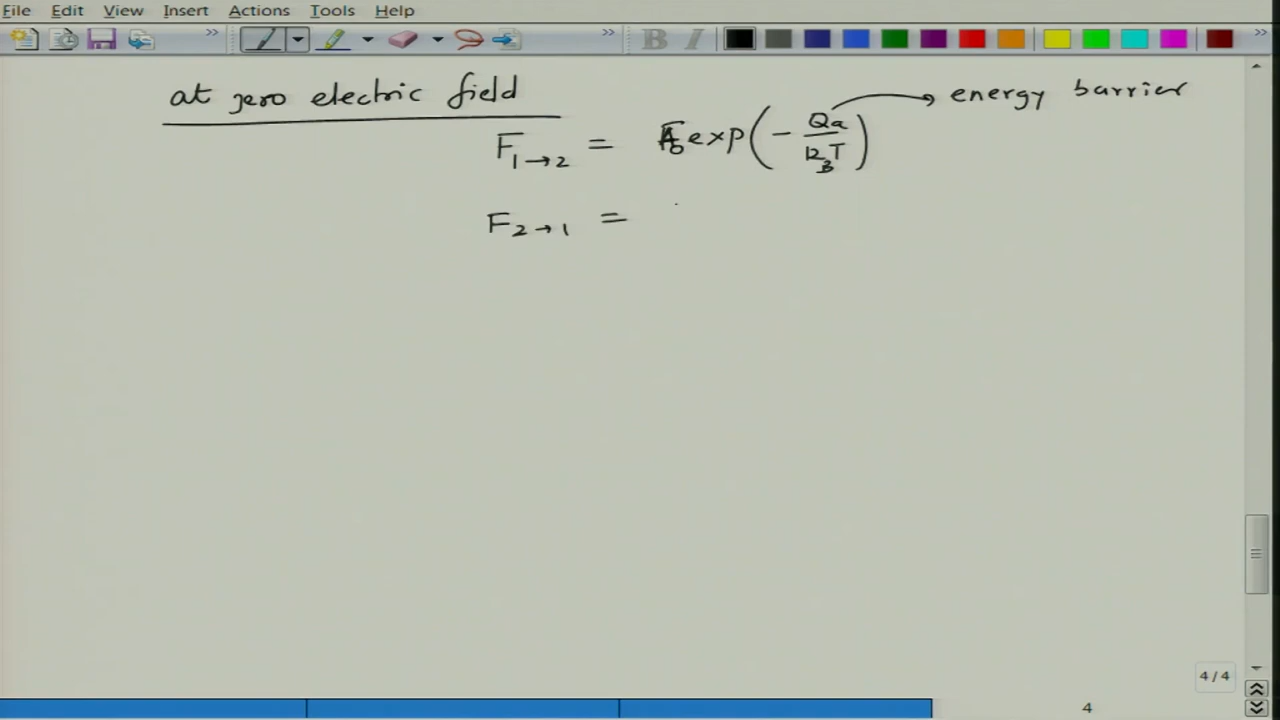 File Edit View Insert Actions Tools Help
B I
at zero electric field
energy barrier
F1→2 = exp(- Qa/kBT)
F2→1 =
4 / 4
4